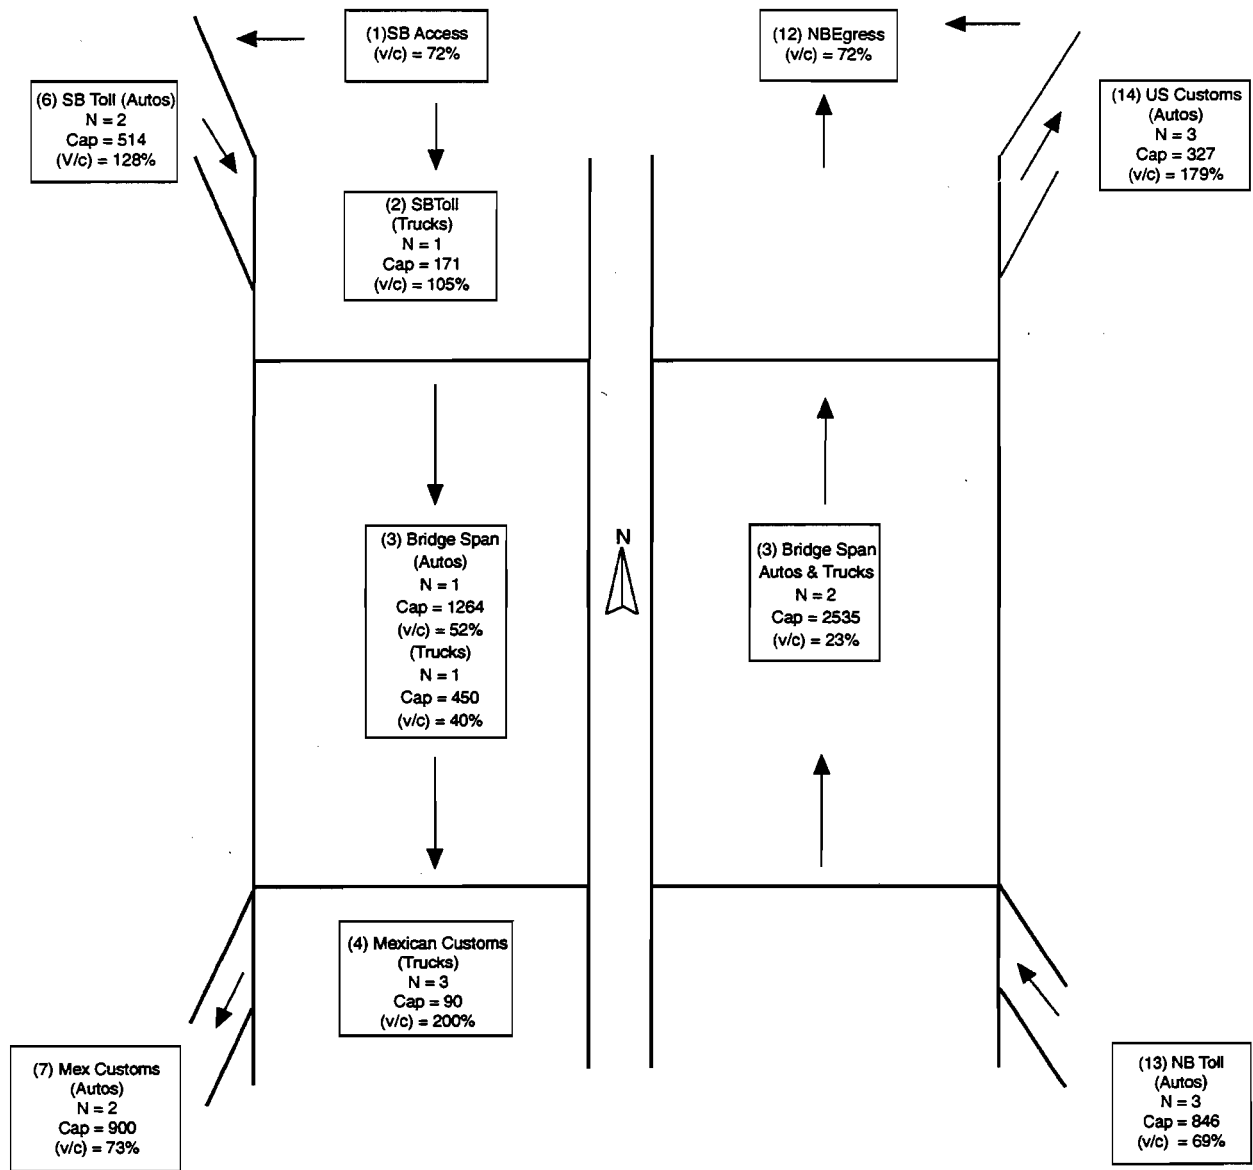 (1)SB Access
(v/c) = 72%
(12) NBEgress
(v/c) = 72%
(6) SB Toll (Autos)
N = 2
Cap = 514
(V/c) = 128%
(14) US Customs
(Autos)
N = 3
Cap = 327
(v/c) = 179%
(2) SBToll
(Trucks)
N = 1
Cap = 171
(v/c) = 105%
(3) Bridge Span
(Autos)
N = 1
Cap = 1264
(v/c) = 52%
(Trucks)
N = 1
Cap = 450
(v/c) = 40%
N
(3) Bridge Span
Autos & Trucks
N = 2
Cap = 2535
(v/c) = 23%
(4) Mexican Customs
(Trucks)
N = 3
Cap = 90
(v/c) = 200%
(7) Mex Customs
(Autos)
N = 2
Cap = 900
(v/c) = 73%
(13) NB Toll
(Autos)
N = 3
Cap = 846
(v/c) = 69%